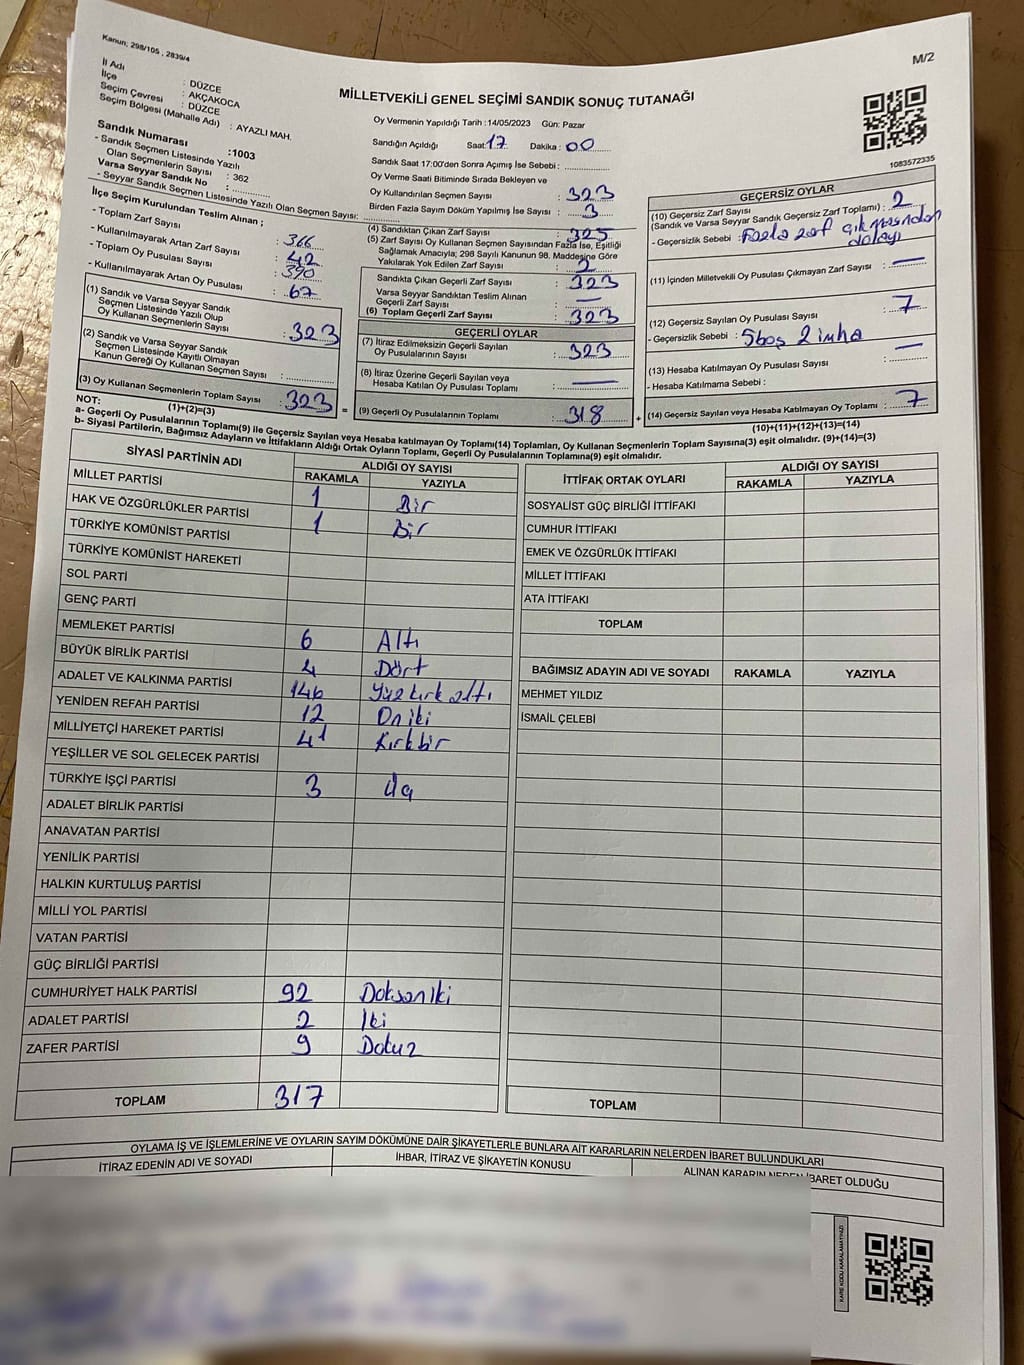 Kanun: 298/105 , 2839/4
M/2
İl Adı : DÜZCE
İlçe : AKÇAKOCA
Seçim Çevresi : DÜZCE
Seçim Bölgesi (Mahalle Adı) : AYAZLI MAH.
Sandık Numarası :1003
- Sandık Seçmen Listesinde Yazılı
Olan Seçmenlerin Sayısı : 362
Varsa Seyyar Sandık No :
- Seyyar Sandık Seçmen Listesinde Yazılı Olan Seçmen Sayısı:
İlçe Seçim Kurulundan Teslim Alınan ;
- Toplam Zarf Sayısı : 366
- Kullanılmayarak Artan Zarf Sayısı : 42
- Toplam Oy Pusulası Sayısı : 390
- Kullanılmayarak Artan Oy Pusulası : 67
(1) Sandık ve Varsa Seyyar Sandık
Seçmen Listesinde Yazılı Olup
Oy Kullanan Seçmenlerin Sayısı : 323
(2) Sandık ve Varsa Seyyar Sandık
Seçmen Listesinde Kayıtlı Olmayan
Kanun Gereği Oy Kullanan Seçmen Sayısı :
(3) Oy Kullanan Seçmenlerin Toplam Sayısı : 323
(1)+(2)=(3)
MİLLETVEKİLİ GENEL SEÇİMİ SANDIK SONUÇ TUTANAĞI
Oy Vermenin Yapıldığı Tarih :14/05/2023 Gün: Pazar
Sandığın Açıldığı Saat: 17 Dakika : 00
Sandık Saat 17:00'den Sonra Açılmış İse Sebebi :
Oy Verme Saati Bitiminde Sırada Bekleyen ve
Oy Kullandırılan Seçmen Sayısı : 323
Birden Fazla Sayım Döküm Yapılmış İse Sayısı : 3
(4) Sandıktan Çıkan Zarf Sayısı : 325
(5) Zarf Sayısı Oy Kullanan Seçmen Sayısından Fazla İse, Eşitliği
Sağlamak Amacıyla; 298 Sayılı Kanunun 98. Maddesine Göre
Yakılarak Yok Edilen Zarf Sayısı : 2
Sandıkta Çıkan Geçerli Zarf Sayısı : 323
Varsa Seyyar Sandıktan Teslim Alınan
Geçerli Zarf Sayısı : —
(6) Toplam Geçerli Zarf Sayısı : 323
GEÇERLİ OYLAR
(7) İtiraz Edilmeksizin Geçerli Sayılan
Oy Pusulalarının Sayısı : 323
(8) İtiraz Üzerine Geçerli Sayılan veya
Hesaba Katılan Oy Pusulası Toplamı : —
= (9) Geçerli Oy Pusulalarının Toplamı : 318 +
1083572335
GEÇERSİZ OYLAR
(10) Geçersiz Zarf Sayısı
(Sandık ve Varsa Seyyar Sandık Geçersiz Zarf Toplamı) : 2
- Geçersizlik Sebebi : Fazla zarf çıkmasından
dolayı
(11) İçinden Milletvekili Oy Pusulası Çıkmayan Zarf Sayısı : —
(12) Geçersiz Sayılan Oy Pusulası Sayısı : 7
- Geçersizlik Sebebi : 5boş 2 imha
(13) Hesaba Katılmayan Oy Pusulası Sayısı : —
- Hesaba Katılmama Sebebi :
(14) Geçersiz Sayılan veya Hesaba Katılmayan Oy Toplamı : 7
(10)+(11)+(12)+(13)=(14)
NOT:
a- Geçerli Oy Pusulalarının Toplamı(9) ile Geçersiz Sayılan veya Hesaba katılmayan Oy Toplamı(14) Toplamları, Oy Kullanan Seçmenlerin Toplam Sayısına(3) eşit olmalıdır. (9)+(14)=(3)
b- Siyasi Partilerin, Bağımsız Adayların ve İttifakların Aldığı Ortak Oyların Toplamı, Geçerli Oy Pusulalarının Toplamına(9) eşit olmalıdır.
SİYASİ PARTİNİN ADI ALDIĞI OY SAYISI
RAKAMLA YAZIYLA
MİLLET PARTİSİ 1 Bir
HAK VE ÖZGÜRLÜKLER PARTİSİ 1 Bir
TÜRKİYE KOMÜNİST PARTİSİ
TÜRKİYE KOMÜNİST HAREKETİ
SOL PARTİ
GENÇ PARTİ
MEMLEKET PARTİSİ 6 Altı
BÜYÜK BİRLİK PARTİSİ 4 Dört
ADALET VE KALKINMA PARTİSİ 146 Yüz kırk altı
YENİDEN REFAH PARTİSİ 12 On iki
MİLLİYETÇİ HAREKET PARTİSİ 41 Kırkbir
YEŞİLLER VE SOL GELECEK PARTİSİ
TÜRKİYE İŞÇİ PARTİSİ 3 üç
ADALET BİRLİK PARTİSİ
ANAVATAN PARTİSİ
YENİLİK PARTİSİ
HALKIN KURTULUŞ PARTİSİ
MİLLİ YOL PARTİSİ
VATAN PARTİSİ
GÜÇ BİRLİĞİ PARTİSİ
CUMHURİYET HALK PARTİSİ 92 Doksan İki
ADALET PARTİSİ 2 İki
ZAFER PARTİSİ 9 Dokuz
TOPLAM 317
İTTİFAK ORTAK OYLARI ALDIĞI OY SAYISI
RAKAMLA YAZIYLA
SOSYALİST GÜÇ BİRLİĞİ İTTİFAKI
CUMHUR İTTİFAKI
EMEK VE ÖZGÜRLÜK İTTİFAKI
MİLLET İTTİFAKI
ATA İTTİFAKI
TOPLAM
BAĞIMSIZ ADAYIN ADI VE SOYADI RAKAMLA YAZIYLA
MEHMET YILDIZ
İSMAİL ÇELEBİ
TOPLAM
OYLAMA İŞ VE İŞLEMLERİNE VE OYLARIN SAYIM DÖKÜMÜNE DAİR ŞİKAYETLERLE BUNLARA AİT KARARLARIN NELERDEN İBARET BULUNDUKLARI
İTİRAZ EDENİN ADI VE SOYADI İHBAR, İTİRAZ VE ŞİKAYETİN KONUSU ALINAN KARARIN NEDEN İBARET OLDUĞU
KARE KODU KARALAMAYINIZ!